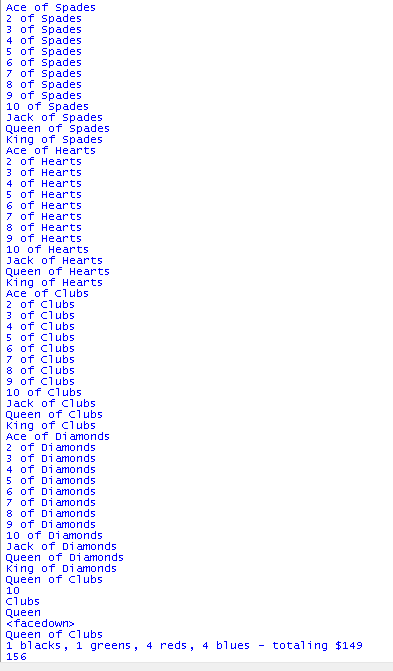 Ace of Spades
2 of Spades
3 of Spades
4 of Spades
5 of Spades
6 of Spades
7 of Spades
8 of Spades
9 of Spades
10 of Spades
Jack of Spades
Queen of Spades
King of Spades
Ace of Hearts
2 of Hearts
3 of Hearts
4 of Hearts
5 of Hearts
6 of Hearts
7 of Hearts
8 of Hearts
9 of Hearts
10 of Hearts
Jack of Hearts
Queen of Hearts
King of Hearts
Ace of Clubs
2 of Clubs
3 of Clubs
4 of Clubs
5 of Clubs
6 of Clubs
7 of Clubs
8 of Clubs
9 of Clubs
10 of Clubs
Jack of Clubs
Queen of Clubs
King of Clubs
Ace of Diamonds
2 of Diamonds
3 of Diamonds
4 of Diamonds
5 of Diamonds
6 of Diamonds
7 of Diamonds
8 of Diamonds
9 of Diamonds
10 of Diamonds
Jack of Diamonds
Queen of Diamonds
King of Diamonds
Queen of Clubs
10
Clubs
Queen
<facedown>
Queen of Clubs
1 blacks, 1 greens, 4 reds, 4 blues - totaling $149
156